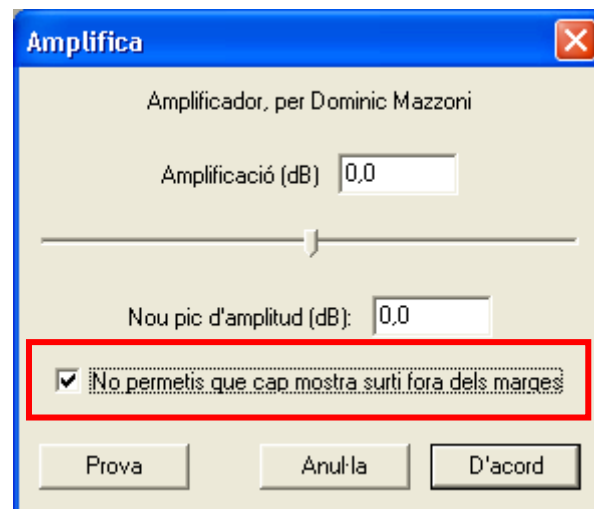 Amplifica
Amplificador, per Dominic Mazzoni
Amplificació (dB) 0,0
Nou pic d'amplitud (dB): 0,0
No permetis que cap mostra surti fora dels marges
Prova Anul·la D'acord